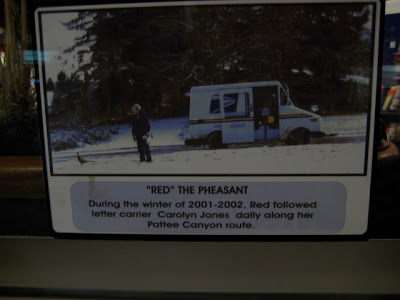 "RED" THE PHEASANT
During the winter of 2001-2002, Red followed
letter carrier Carolyn Jones daily along her
Pattee Canyon route.